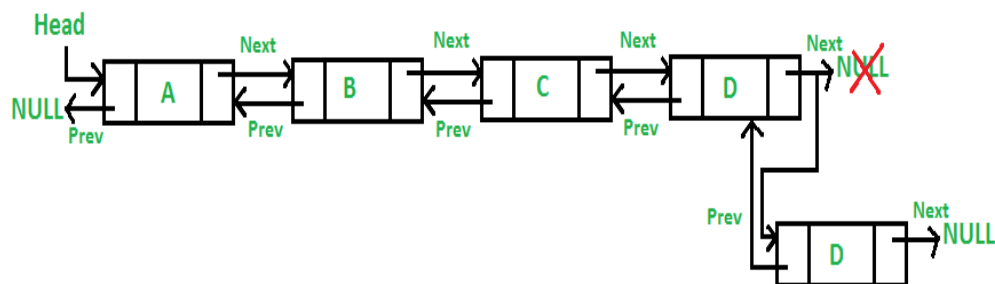 Head
Next Next Next Next
A B C D
NULL NULL
Prev Prev Prev Prev
Prev Next
D NULL